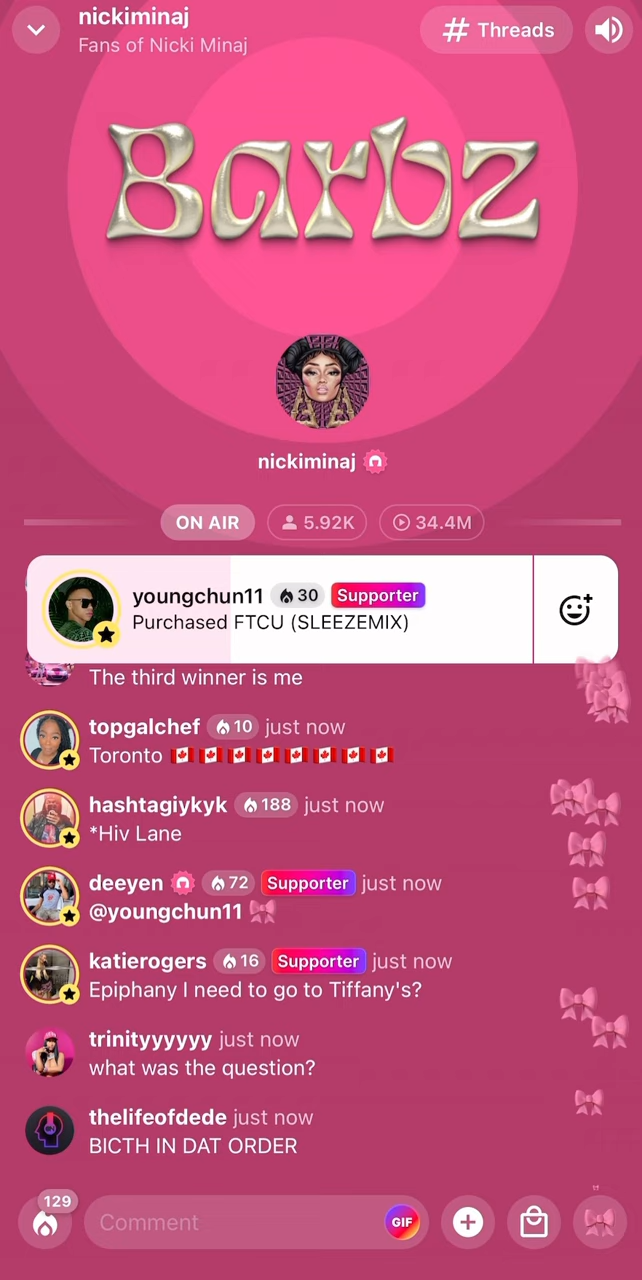 nickiminaj
Fans of Nicki Minaj
# Threads
Barbz
nickiminaj
ON AIR
5.92K
34.4M
youngchun11 30 Supporter
Purchased FTCU (SLEEZEMIX)
The third winner is me
topgalchef 10 just now
Toronto 🇨🇦 🇨🇦 🇨🇦 🇨🇦 🇨🇦 🇨🇦 🇨🇦 🇨🇦
hashtagiykyk 188 just now
*Hiv Lane
deeyen 72 Supporter just now
@youngchun11 🎀
katierogers 16 Supporter just now
Epiphany I need to go to Tiffany's?
trinityyyyyy just now
what was the question?
thelifeofdede just now
BICTH IN DAT ORDER
129
Comment
GIF